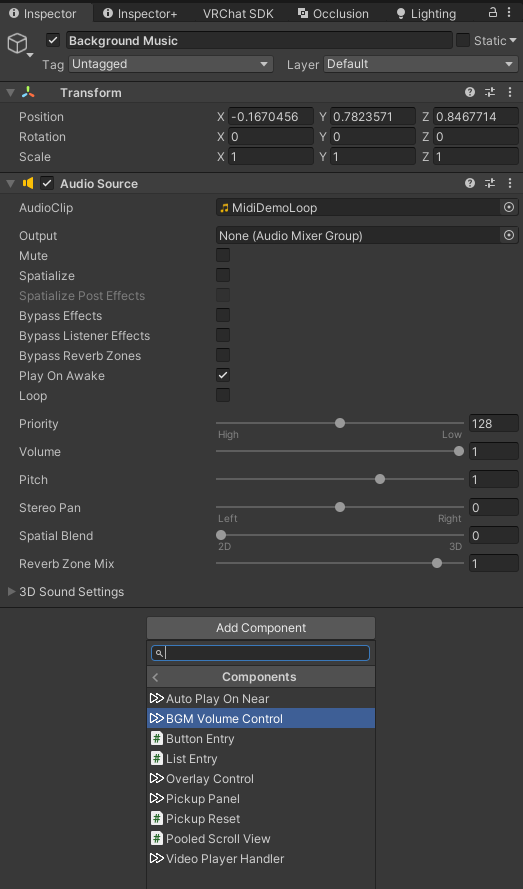 Inspector Inspector+ VRChat SDK Occlusion Lighting
Background Music Static
Tag Untagged Layer Default
Transform
Position X -0.1670456 Y 0.7823571 Z 0.8467714
Rotation X 0 Y 0 Z 0
Scale X 1 Y 1 Z 1
Audio Source
AudioClip MidiDemoLoop
Output None (Audio Mixer Group)
Mute
Spatialize
Spatialize Post Effects
Bypass Effects
Bypass Listener Effects
Bypass Reverb Zones
Play On Awake
Loop
Priority 128
High Low
Volume 1
Pitch 1
Stereo Pan 0
Left Right
Spatial Blend 0
2D 3D
Reverb Zone Mix 1
3D Sound Settings
Add Component
Components
Auto Play On Near
BGM Volume Control
Button Entry
List Entry
Overlay Control
Pickup Panel
Pickup Reset
Pooled Scroll View
Video Player Handler